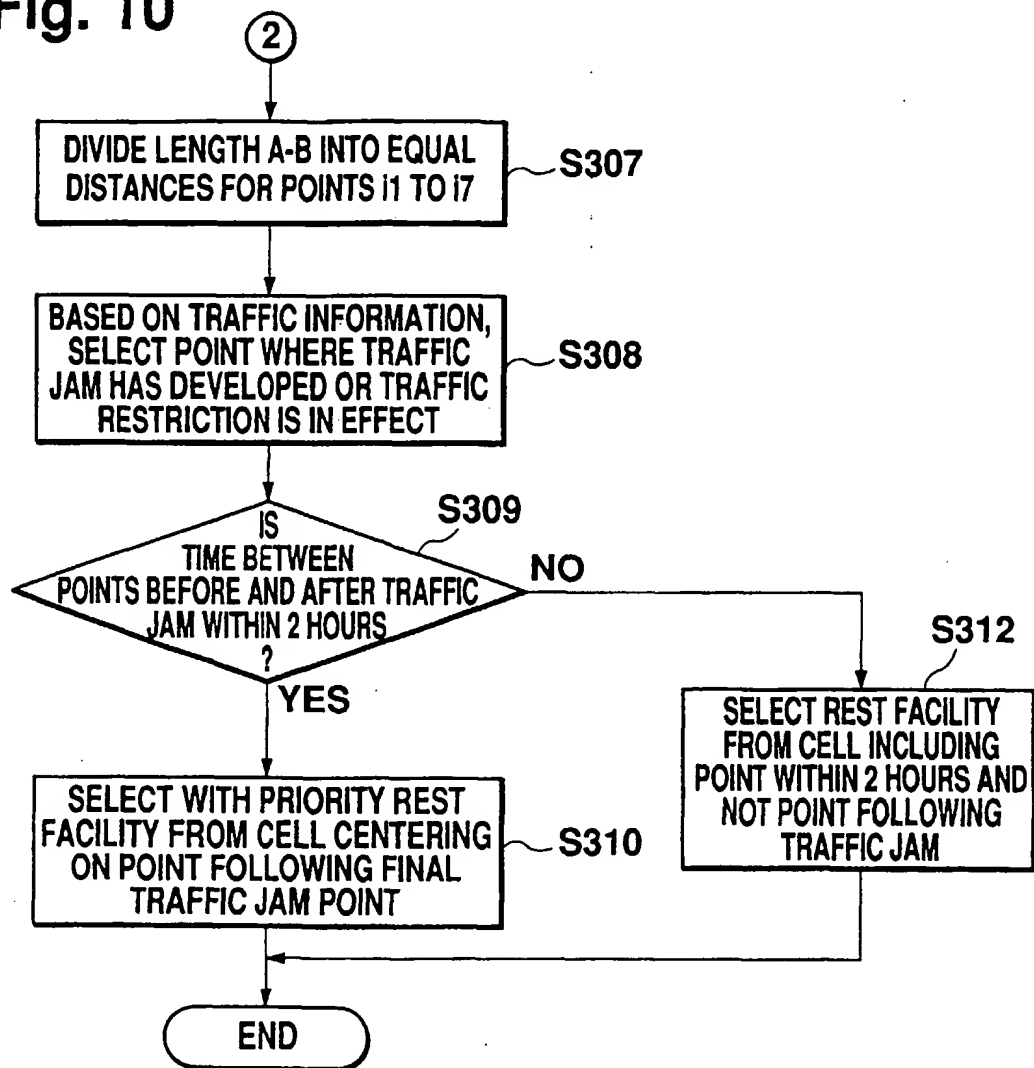 Fig. 10
2
DIVIDE LENGTH A-B INTO EQUAL
DISTANCES FOR POINTS i1 TO i7
S307
BASED ON TRAFFIC INFORMATION,
SELECT POINT WHERE TRAFFIC
JAM HAS DEVELOPED OR TRAFFIC
RESTRICTION IS IN EFFECT
S308
IS
TIME BETWEEN
POINTS BEFORE AND AFTER TRAFFIC
JAM WITHIN 2 HOURS
?
S309
NO
YES
S312
SELECT REST FACILITY
FROM CELL INCLUDING
POINT WITHIN 2 HOURS AND
NOT POINT FOLLOWING
TRAFFIC JAM
SELECT WITH PRIORITY REST
FACILITY FROM CELL CENTERING
ON POINT FOLLOWING FINAL
TRAFFIC JAM POINT
S310
END